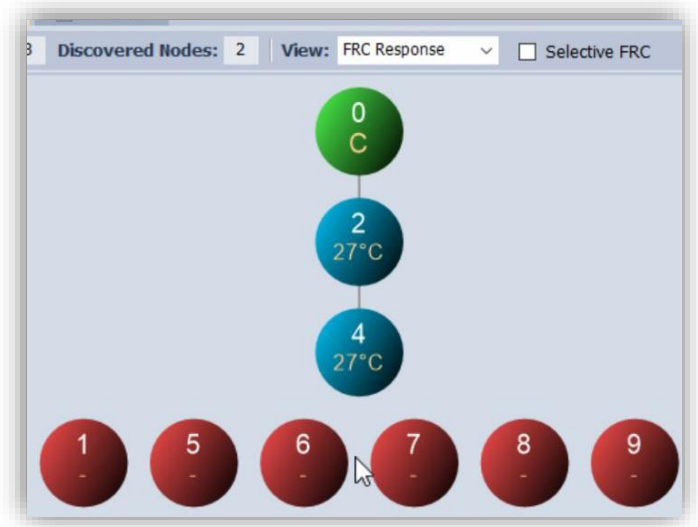 3 Discovered Nodes: 2 View: FRC Response Selective FRC
0
C
2
27°C
4
27°C
1 5 6 7 8 9
- - - - - -